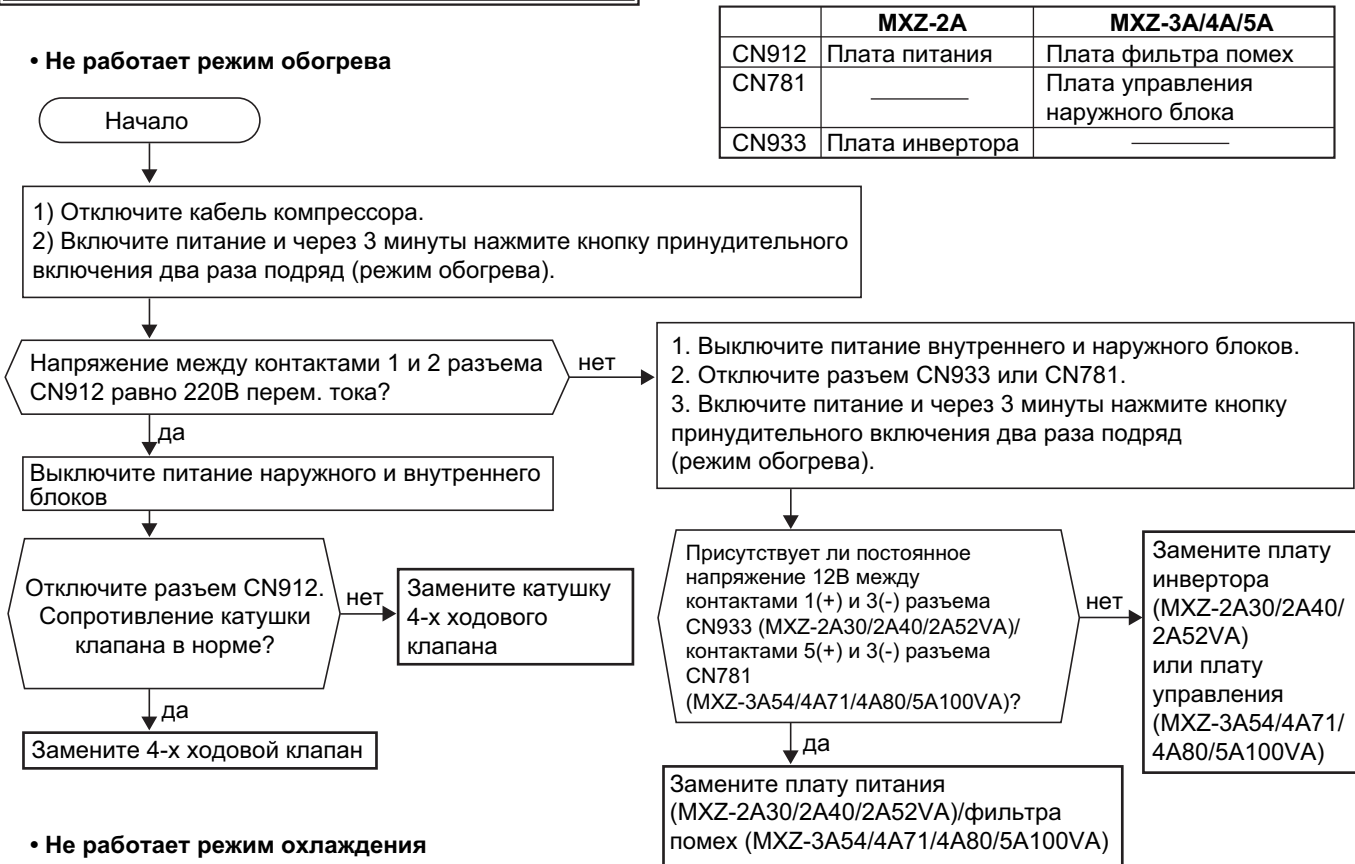 MXZ-2A MXZ-3A/4A/5A
CN912 Плата питания Плата фильтра помех
CN781 Плата управления
наружного блока
CN933 Плата инвертора
• Не работает режим обогрева
Начало
1) Отключите кабель компрессора.
2) Включите питание и через 3 минуты нажмите кнопку принудительного
включения два раза подряд (режим обогрева).
Напряжение между контактами 1 и 2 разъема
CN912 равно 220В перем. тока?
нет
да
1. Выключите питание внутреннего и наружного блоков.
2. Отключите разъем CN933 или CN781.
3. Включите питание и через 3 минуты нажмите кнопку
принудительного включения два раза подряд
(режим обогрева).
Выключите питание наружного и внутреннего
блоков
Отключите разъем CN912.
Сопротивление катушки
клапана в норме?
нет
Замените катушку
4-х ходового
клапана
да
Замените 4-х ходовой клапан
Присутствует ли постоянное
напряжение 12В между
контактами 1(+) и 3(-) разъема
CN933 (MXZ-2A30/2A40/2A52VA)/
контактами 5(+) и 3(-) разъема
CN781
(MXZ-3A54/4A71/4A80/5A100VA)?
нет
Замените плату
инвертора
(MXZ-2A30/2A40/
2A52VA)
или плату
управления
(MXZ-3A54/4A71/
4A80/5A100VA)
да
Замените плату питания
(MXZ-2A30/2A40/2A52VA)/фильтра
помех (MXZ-3A54/4A71/4A80/5A100VA)
• Не работает режим охлаждения